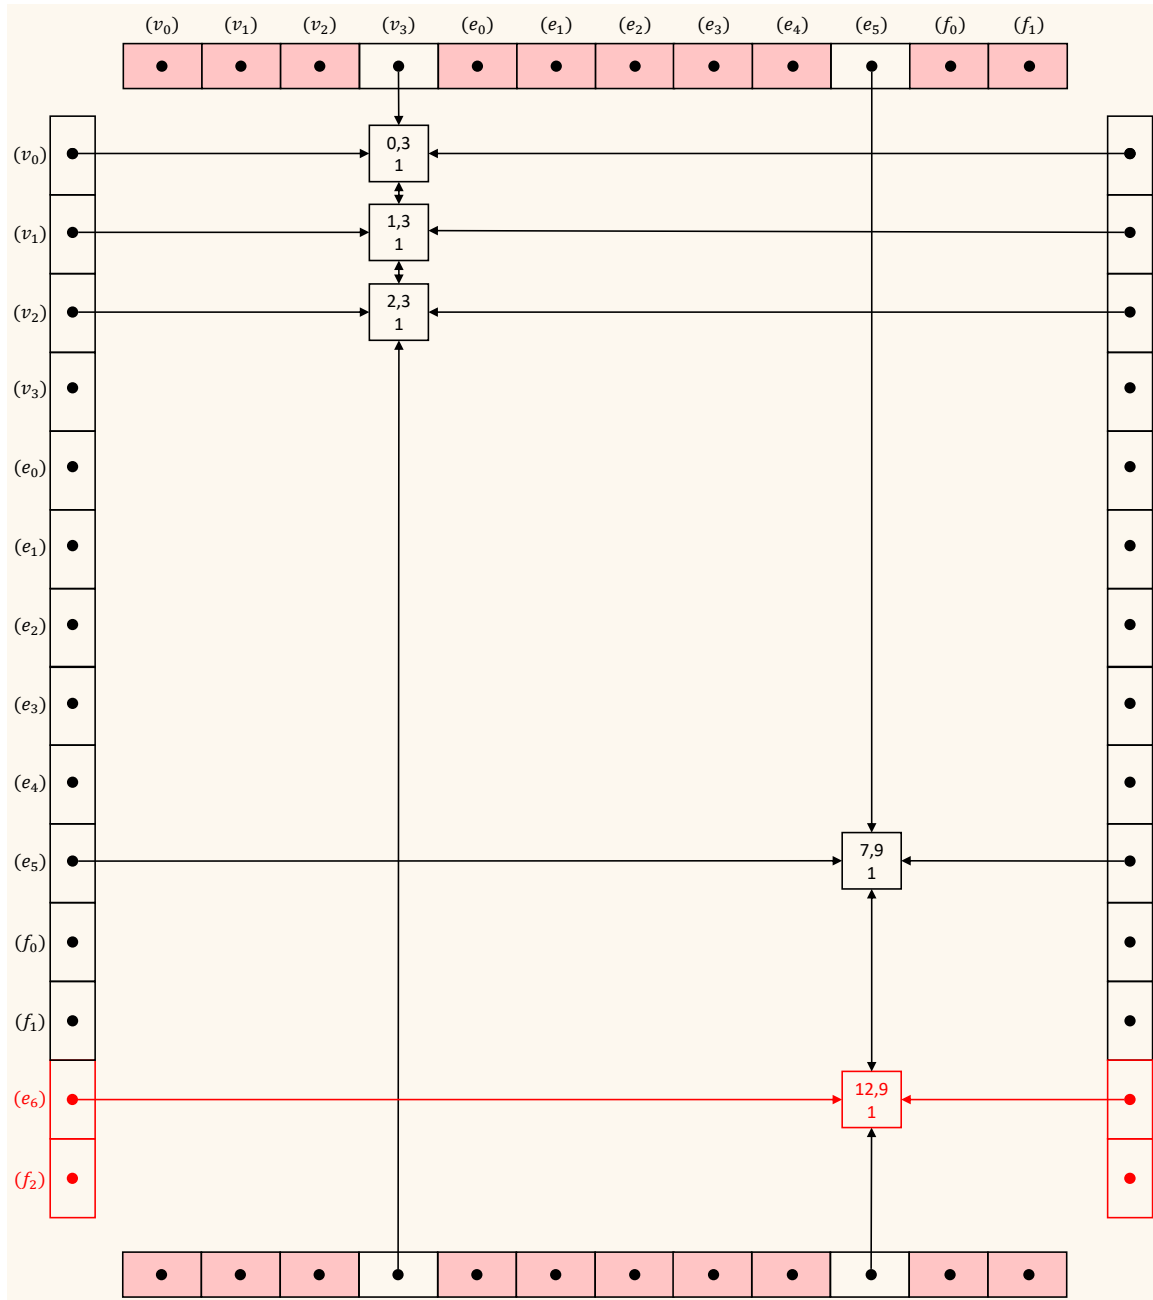 (v₀) (v₁) (v₂) (v₃) (e₀) (e₁) (e₂) (e₃) (e₄) (e₅) (f₀) (f₁)
(v₀)
0,3
1
(v₁)
1,3
1
(v₂)
2,3
1
(v₃)
(e₀)
(e₁)
(e₂)
(e₃)
(e₄)
(e₅)
7,9
1
(f₀)
(f₁)
(e₆)
12,9
1
(f₂)